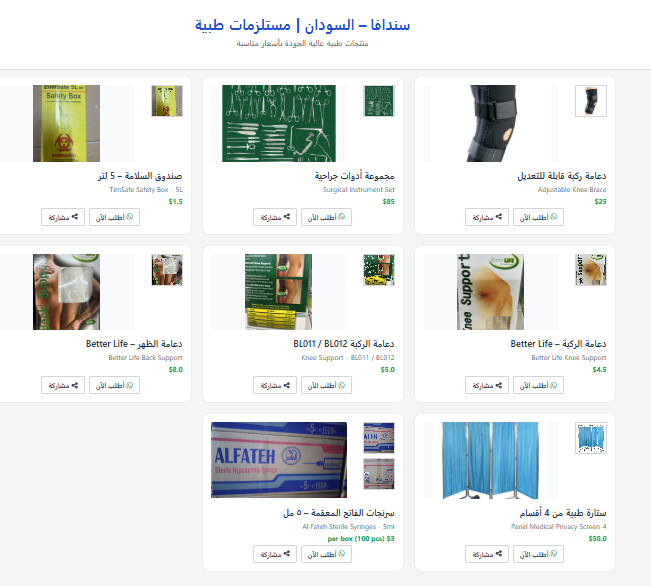 سندافا – السودان | مستلزمات طبية
منتجات طبية عالية الجودة بأسعار مناسبة
دعامة ركبة قابلة للتعديل
Adjustable Knee Brace
$25
أطلب الآن
مشاركة
مجموعة أدوات جراحية
Surgical Instrument Set
$85
أطلب الآن
مشاركة
TimSafe 5L
Safety Box
صندوق السلامة – 5 لتر
TimSafe Safety Box - 5L
$1.5
أطلب الآن
مشاركة
Knee Support
دعامة الركبة – Better Life
Better Life Knee Support
$4.5
أطلب الآن
مشاركة
دعامة الركبة BL011 / BL012
Knee Support - BL011 / BL012
$5.0
أطلب الآن
مشاركة
دعامة الظهر – Better Life
Better Life Back Support
$8.0
أطلب الآن
مشاركة
ستارة طبية من 4 أقسام
Panel Medical Privacy Screen 4
$50.0
أطلب الآن
مشاركة
ALFATEH
Sterile Hypodermic Syringe
سرنجات الفاتح المعقمة – ٥ مل
Al Fateh Sterile Syringes - 5ml
per box (100 pcs) $3
أطلب الآن
مشاركة